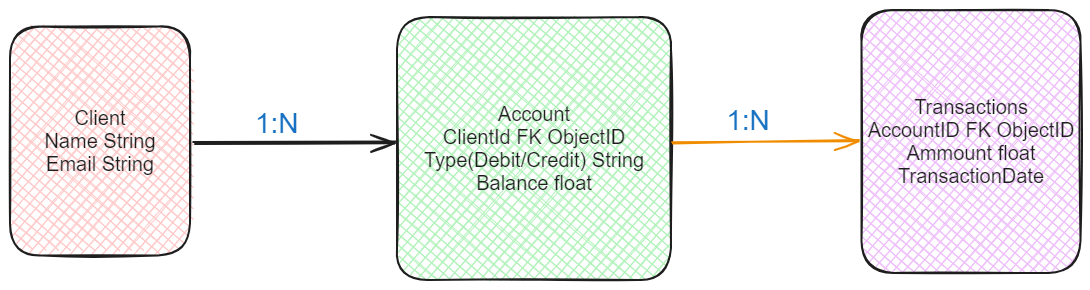 Client
Name String
Email String
1:N
Account
ClientId FK ObjectID
Type(Debit/Credit) String
Balance float
1:N
Transactions
AccountID FK ObjectID
Ammount float
TransactionDate